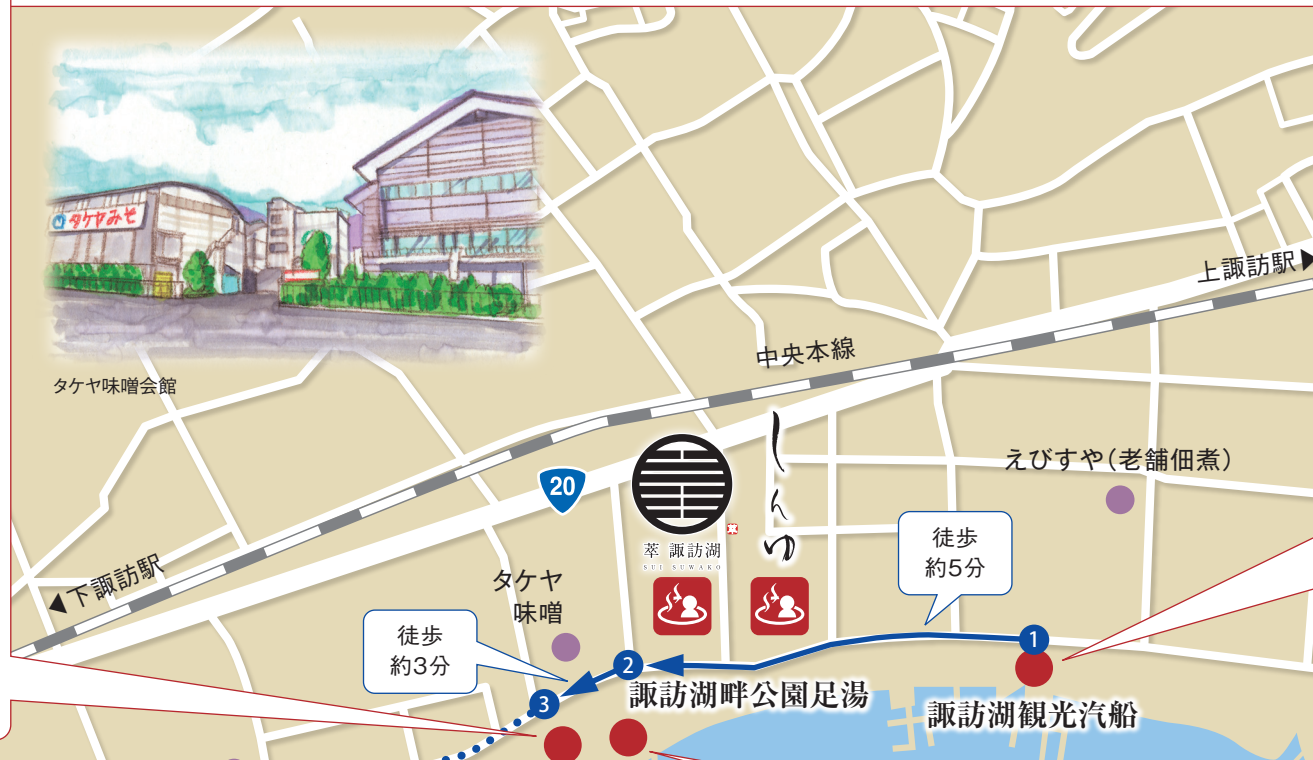 タケヤみそ
タケヤ味噌会館
上諏訪駅▶
中央本線
しんゆ
えびすや(老舗佃煮)
20
萃 諏訪湖
SUI SUWAKO
徒歩
約5分
◀下諏訪駅
タケヤ
味噌
徒歩
約3分
1
2
3
諏訪湖畔公園足湯
諏訪湖観光汽船